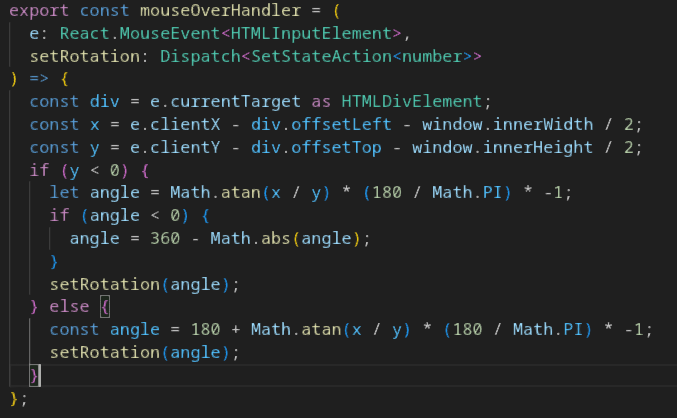 export const mouseOverHandler = (
  e: React.MouseEvent<HTMLInputElement>,
  setRotation: Dispatch<SetStateAction<number>>
) => {
  const div = e.currentTarget as HTMLDivElement;
  const x = e.clientX - div.offsetLeft - window.innerWidth / 2;
  const y = e.clientY - div.offsetTop - window.innerHeight / 2;
  if (y < 0) {
    let angle = Math.atan(x / y) * (180 / Math.PI) * -1;
    if (angle < 0) {
      angle = 360 - Math.abs(angle);
    }
    setRotation(angle);
  } else {
    const angle = 180 + Math.atan(x / y) * (180 / Math.PI) * -1;
    setRotation(angle);
  }
};